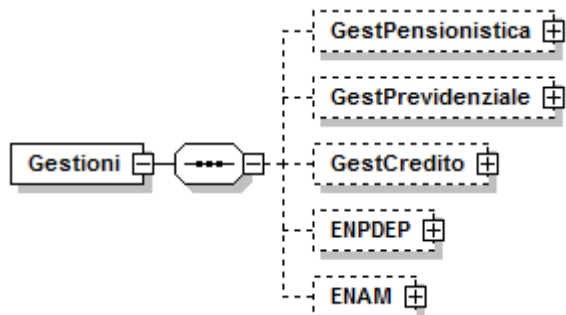 GestPensionistica
GestPrevidenziale
Gestioni
GestCredito
ENPDEP
ENAM